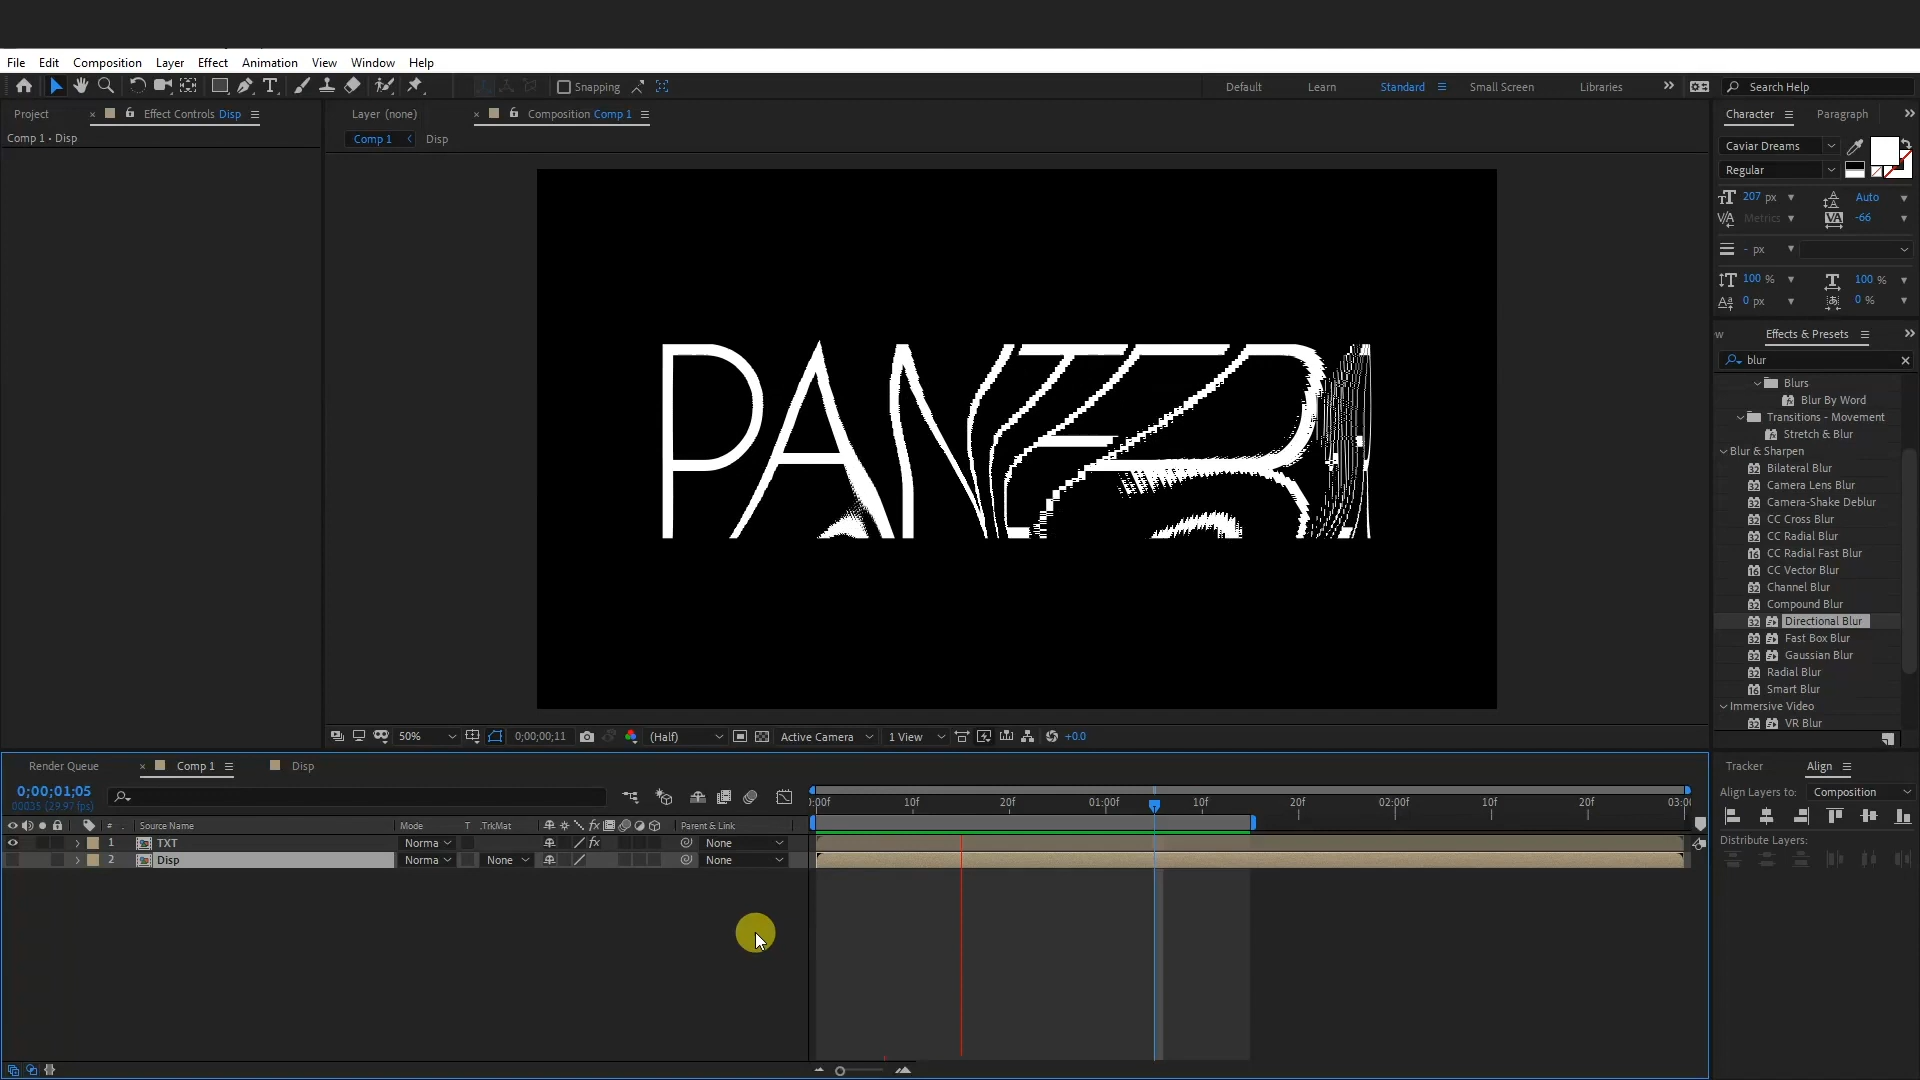 File Edit Composition Layer Effect Animation View Window Help
Snapping Default Learn Standard Small Screen Libraries Search Help
Project Effect Controls Disp Layer (none) Composition Comp 1 Character Paragraph
Comp 1 • Disp Comp 1 Disp
Caviar Dreams
Regular
207 px Auto
Metrics -66
- px
100 % 100 %
0 px 0 %
Effects & Presets
blur
Blurs
Blur By Word
Transitions - Movement
Stretch & Blur
Blur & Sharpen
Bilateral Blur
Camera Lens Blur
Camera-Shake Deblur
CC Cross Blur
CC Radial Blur
CC Radial Fast Blur
CC Vector Blur
Channel Blur
Compound Blur
Directional Blur
Fast Box Blur
Gaussian Blur
Radial Blur
Smart Blur
Immersive Video
VR Blur
50% 0;00;00;11 (Half) Active Camera 1 View +0.0
Render Queue Comp 1 Disp Tracker Align
0;00;01;05
00035 (29.97 fps)
:00f 10f 20f 01:00f 10f 20f 02:00f 10f 20f 03:0
# Source Name Mode T .TrkMat Parent & Link
1 TXT Norma None
2 Disp Norma None None
Align Layers to: Composition
Distribute Layers: